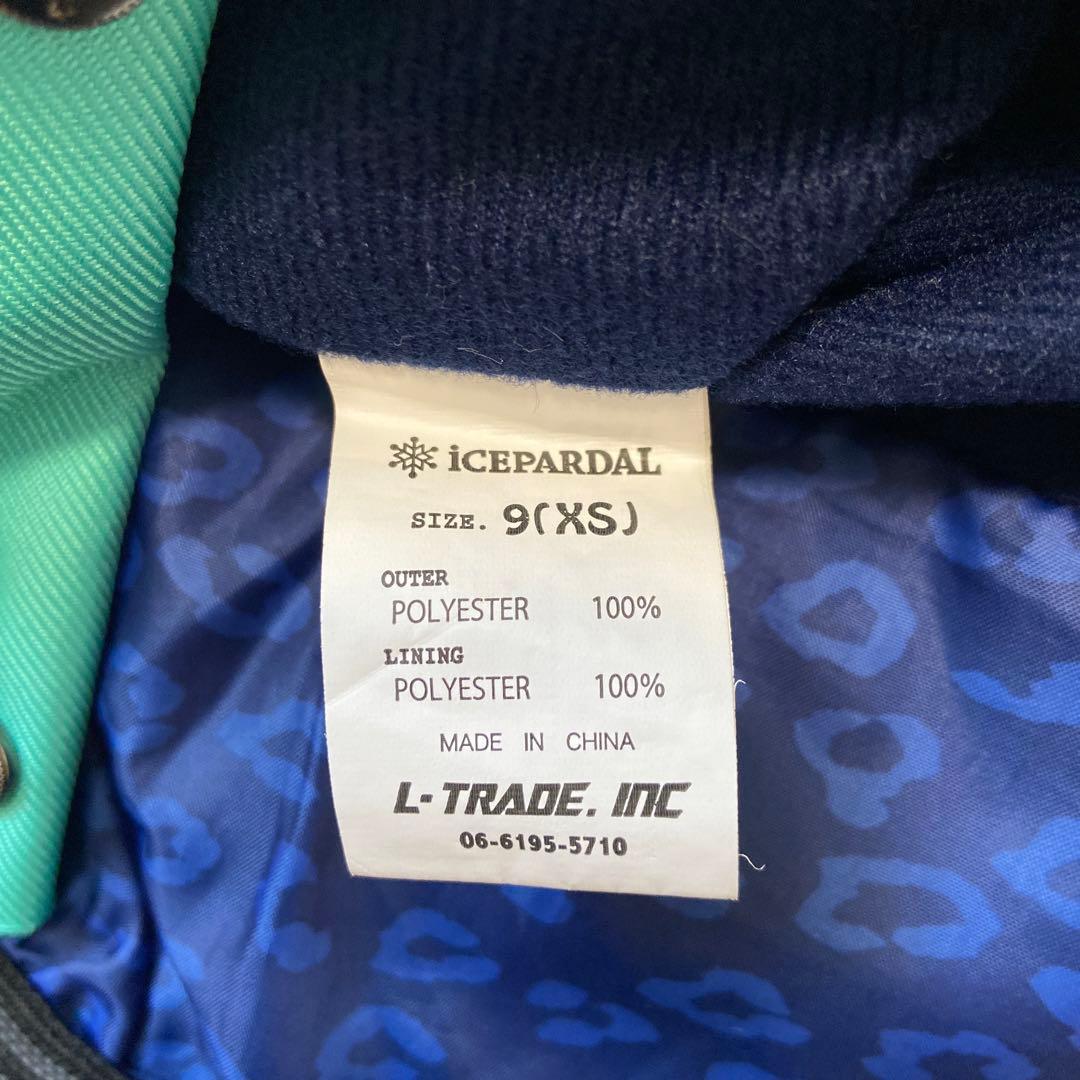 iCEPARDAL
SIZE. 9(XS)
OUTER
POLYESTER 100%
LINING
POLYESTER 100%
MADE IN CHINA
L-TRADE. INC
06-6195-5710